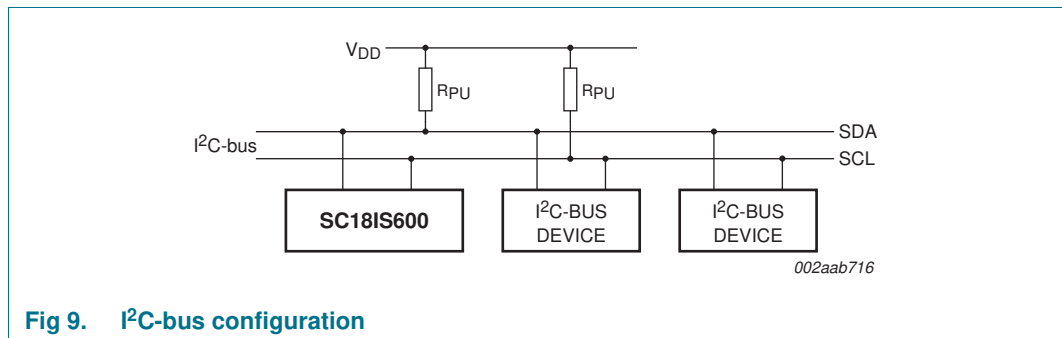 VDD
RPU RPU
SDA
I²C-bus
SCL
SC18IS600 I²C-BUS DEVICE I²C-BUS DEVICE
002aab716
Fig 9. I²C-bus configuration